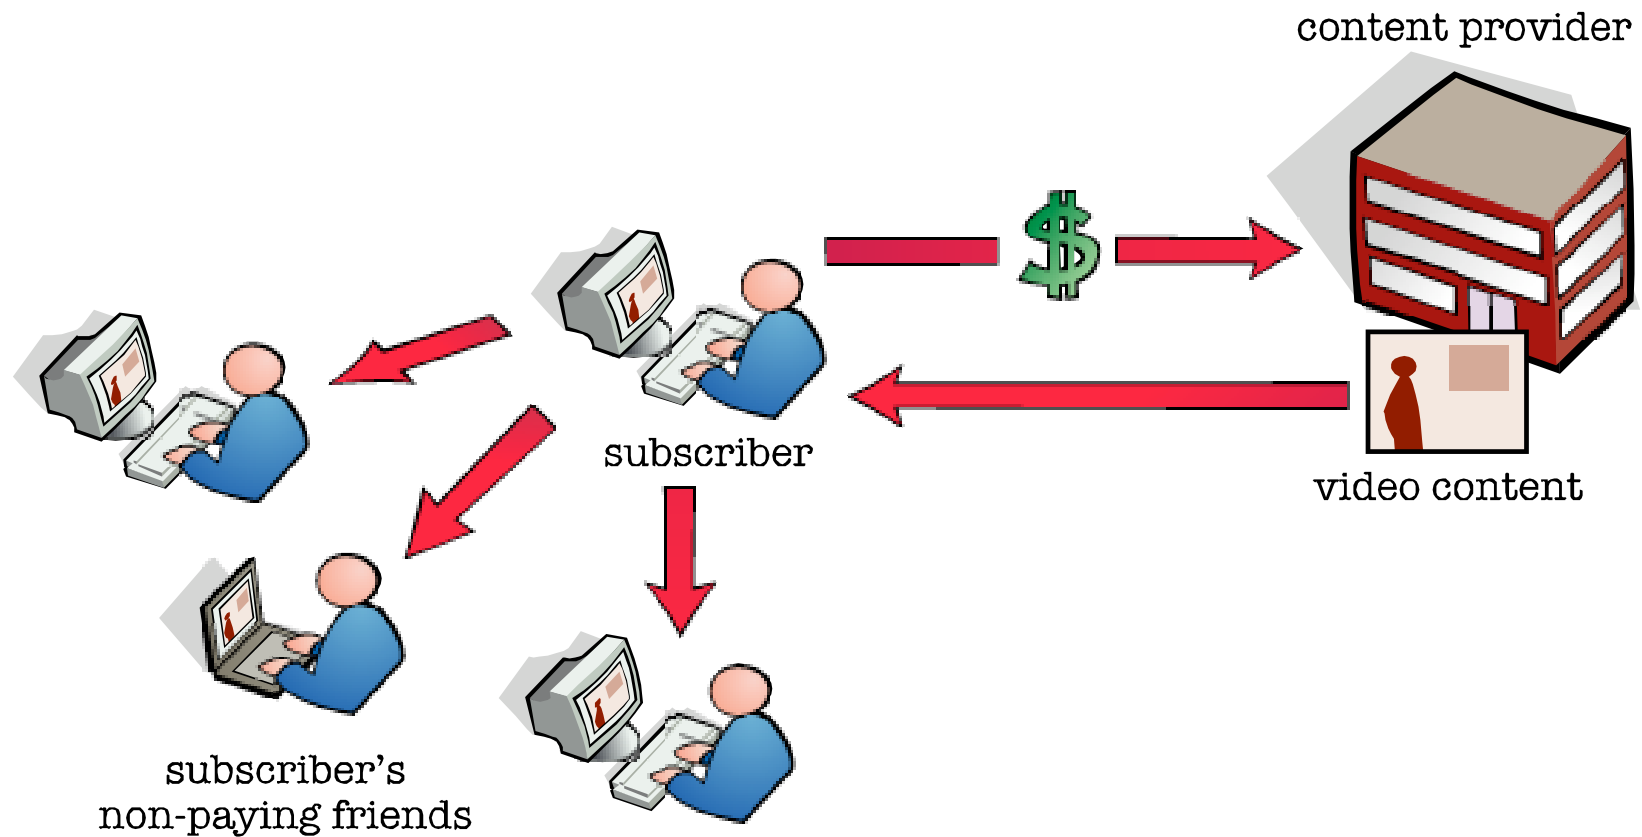 content provider
$
subscriber
video content
subscriber's
non-paying friends